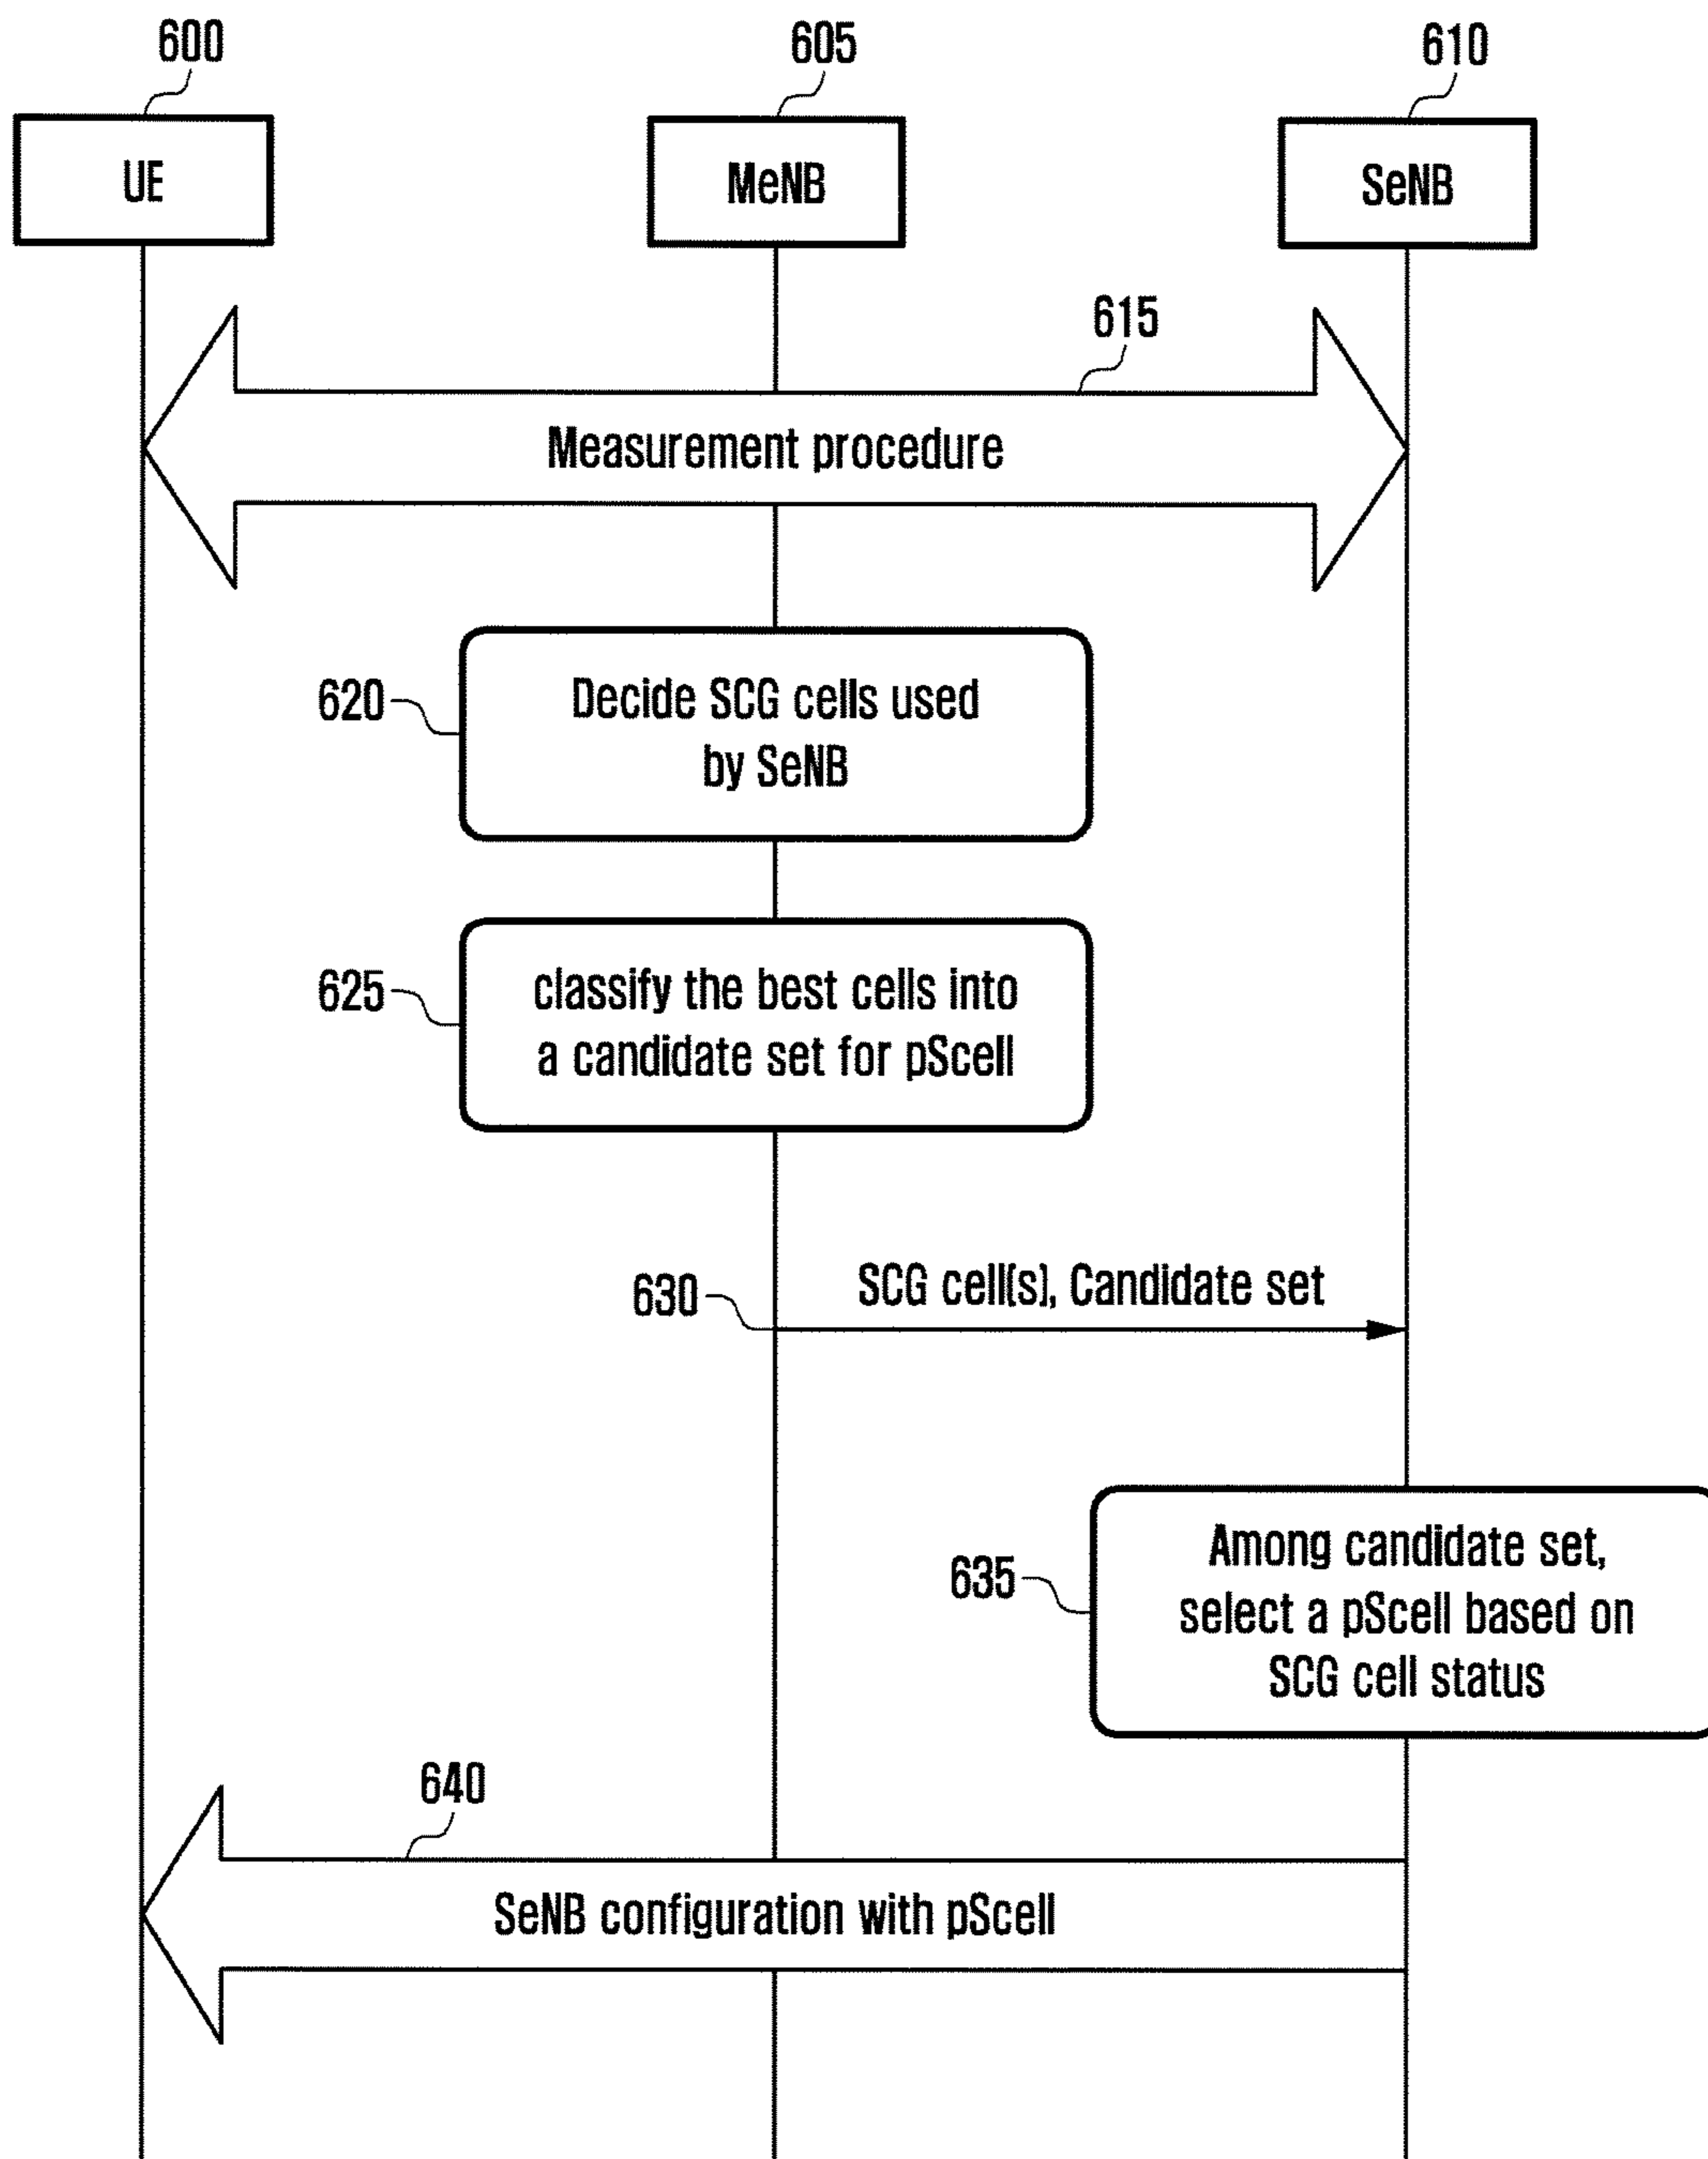 600
605
610
UE
MeNB
SeNB
615
Measurement procedure
620
Decide SCG cells used
by SeNB
625
classify the best cells into
a candidate set for pScell
630
SCG cell(s), Candidate set
635
Among candidate set,
select a pScell based on
SCG cell status
640
SeNB configuration with pScell